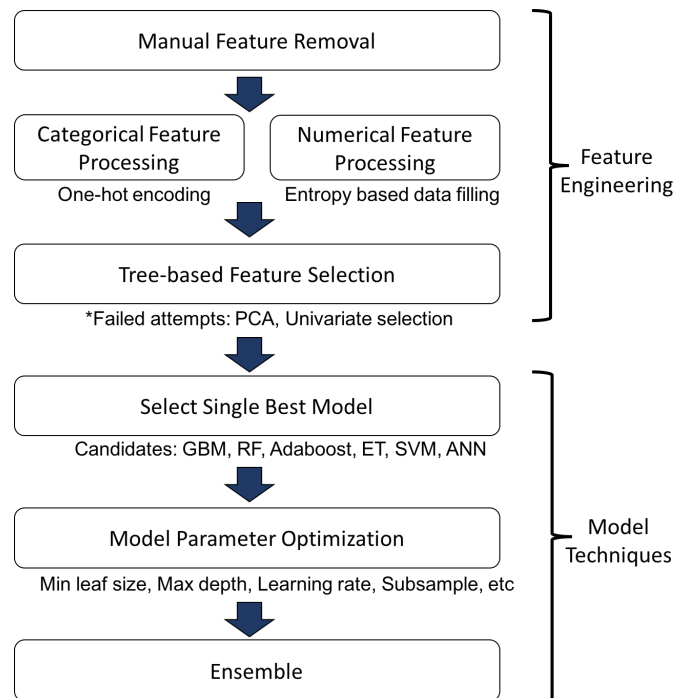 Manual Feature Removal
Categorical Feature
Processing
Numerical Feature
Processing
One-hot encoding
Entropy based data filling
Feature
Engineering
Tree-based Feature Selection
*Failed attempts: PCA, Univariate selection
Select Single Best Model
Candidates: GBM, RF, Adaboost, ET, SVM, ANN
Model Parameter Optimization
Min leaf size, Max depth, Learning rate, Subsample, etc
Model
Techniques
Ensemble